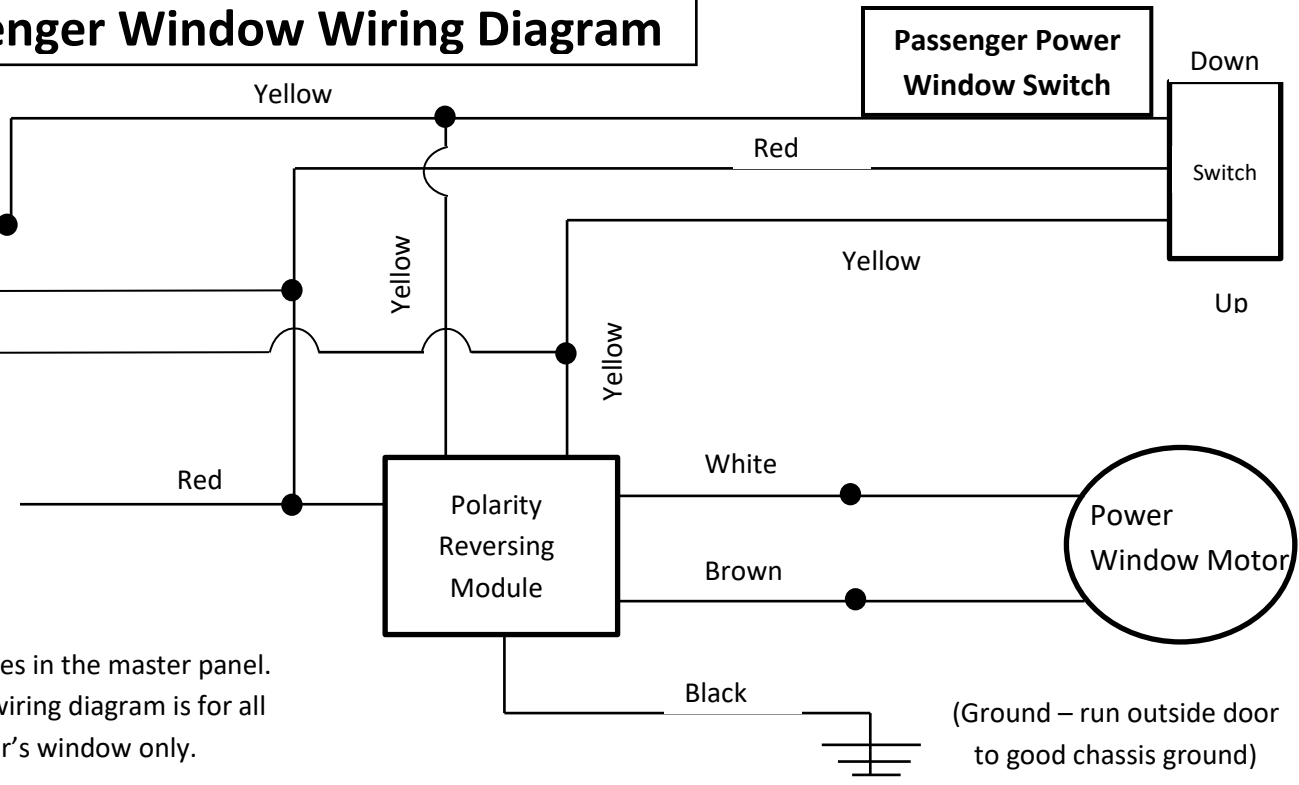 enger Window Wiring Diagram
Passenger Power
Window Switch
Down
Yellow
Red
Switch
Yellow
Yellow
Up
Yellow
Red
Polarity
Reversing
Module
White
Brown
Power
Window Motor
es in the master panel.
wiring diagram is for all
r’s window only.
Black
(Ground – run outside door
to good chassis ground)